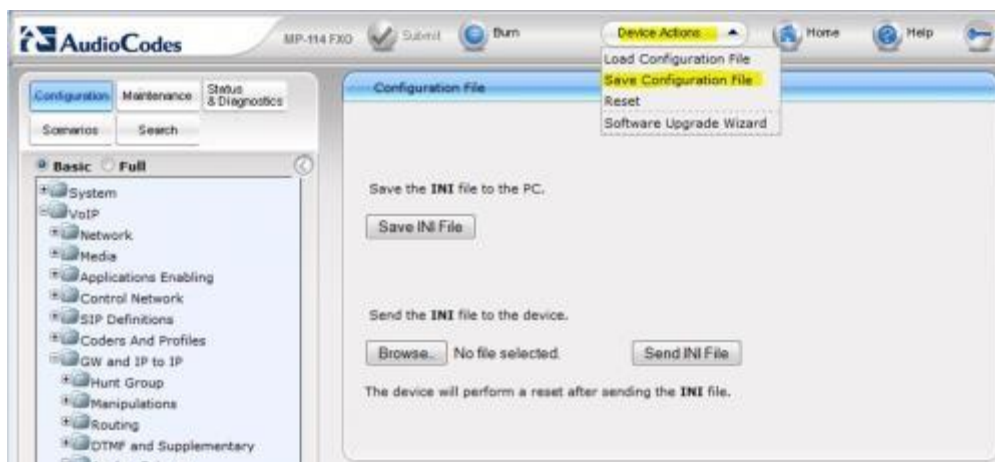 AudioCodes
MP-114 FXO
Submit
Burn
Device Actions
Home
Help
Load Configuration File
Save Configuration File
Reset
Software Upgrade Wizard
Configuration
Maintenance
Status
& Diagnostics
Scenarios
Search
Basic
Full
System
VoIP
Network
Media
Applications Enabling
Control Network
SIP Definitions
Coders And Profiles
GW and IP to IP
Hunt Group
Manipulations
Routing
DTMF and Supplementary
Configuration File
Save the INI file to the PC.
Save INI File
Send the INI file to the device.
Browse..
No file selected.
Send INI File
The device will perform a reset after sending the INI file.